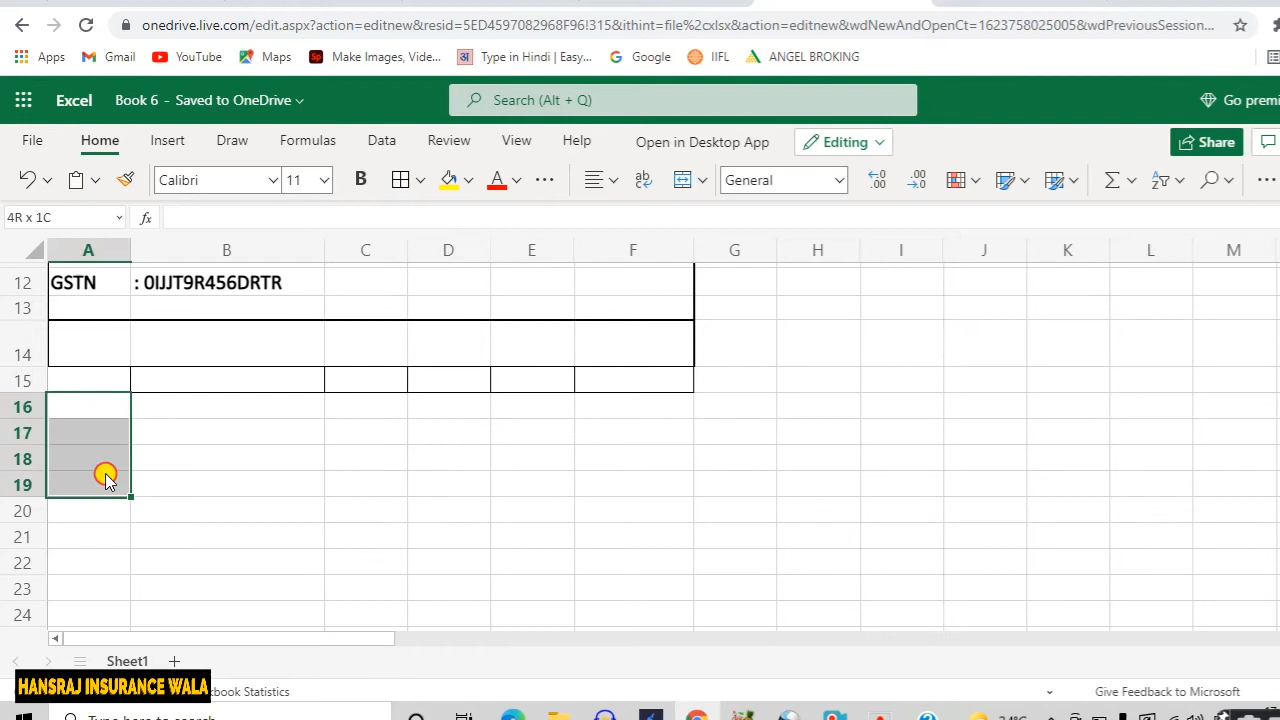 onedrive.live.com/edit.aspx?action=editnew&resid=5ED4597082968F96!315&ithint=file%2cxlsx&action=editnew&wdNewAndOpenCt=1623758025005&wdPreviousSession...
Apps Gmail YouTube Maps Make Images, Vide... Type in Hindi | Easy... Google IIFL ANGEL BROKING
Excel Book 6 - Saved to OneDrive Search (Alt + Q) Go premi
File Home Insert Draw Formulas Data Review View Help Open in Desktop App Editing Share
Calibri 11 B A General
4R x 1C fx
A B C D E F G H I J K L M
12 GSTN : 0IJJT9R456DRTR
13
14
15
16
17
18
19
20
21
22
23
24
Sheet1
HANSRAJ INSURANCE WALA
kbook Statistics Give Feedback to Microsoft